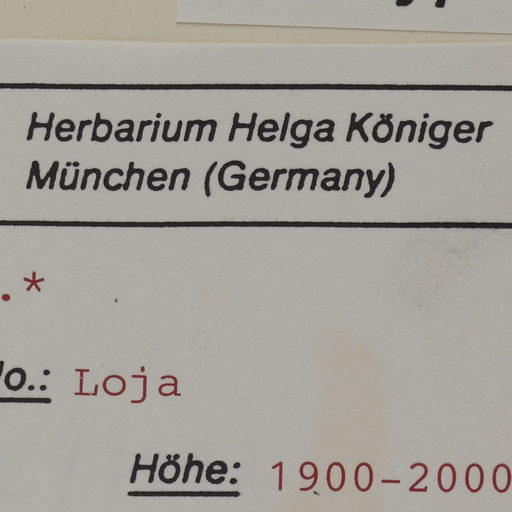 Herbarium Helga Königer
München (Germany)
.*
o.: Loja
Höhe: 1900-2000